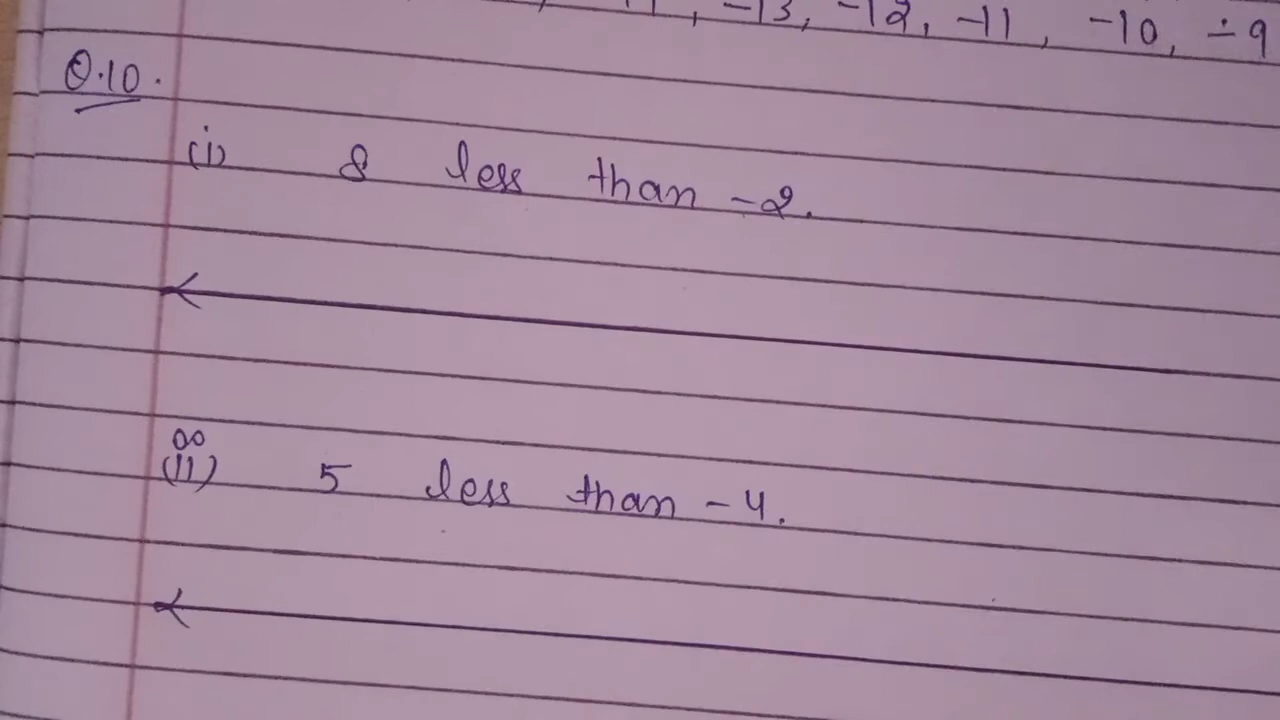 -13, -12, -11, -10, -9
Q.10.
(i) 8 less than -2.
(ii) 5 less than -4.